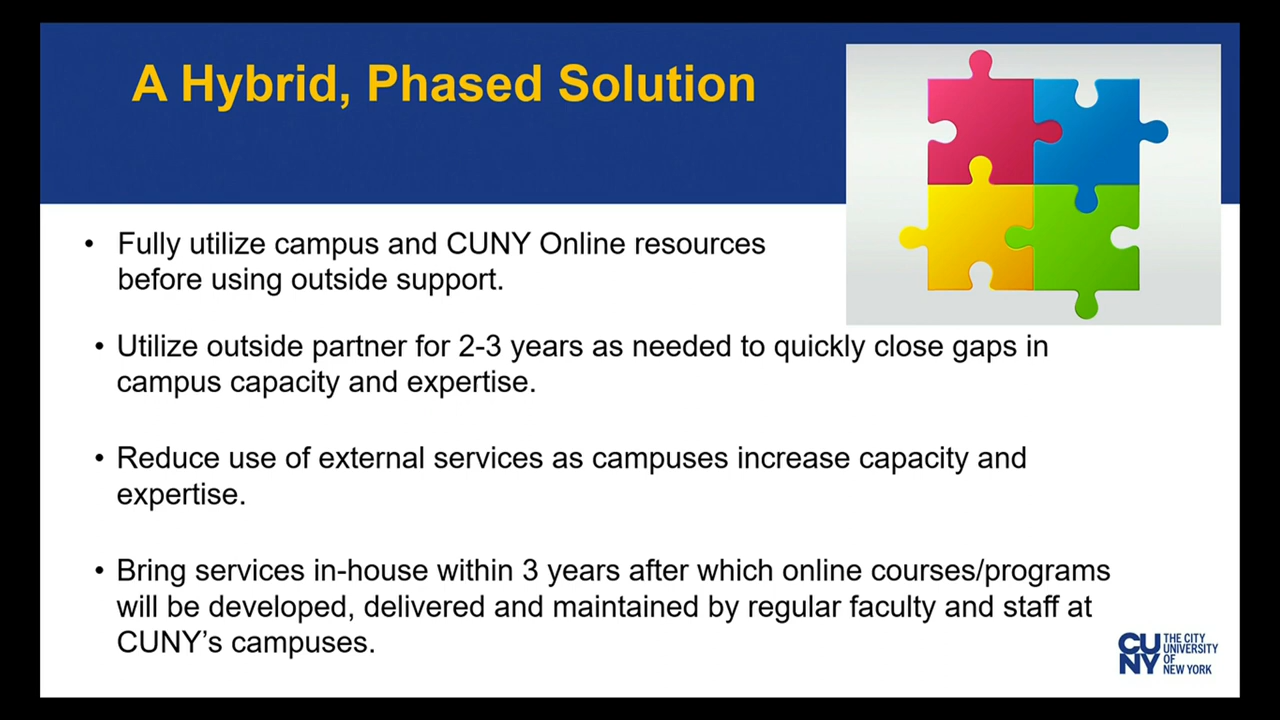 A Hybrid, Phased Solution
• Fully utilize campus and CUNY Online resources
before using outside support.
• Utilize outside partner for 2-3 years as needed to quickly close gaps in
campus capacity and expertise.
• Reduce use of external services as campuses increase capacity and
expertise.
• Bring services in-house within 3 years after which online courses/programs
will be developed, delivered and maintained by regular faculty and staff at
CUNY’s campuses.
CU
NY
THE CITY
UNIVERSITY
OF
NEW YORK